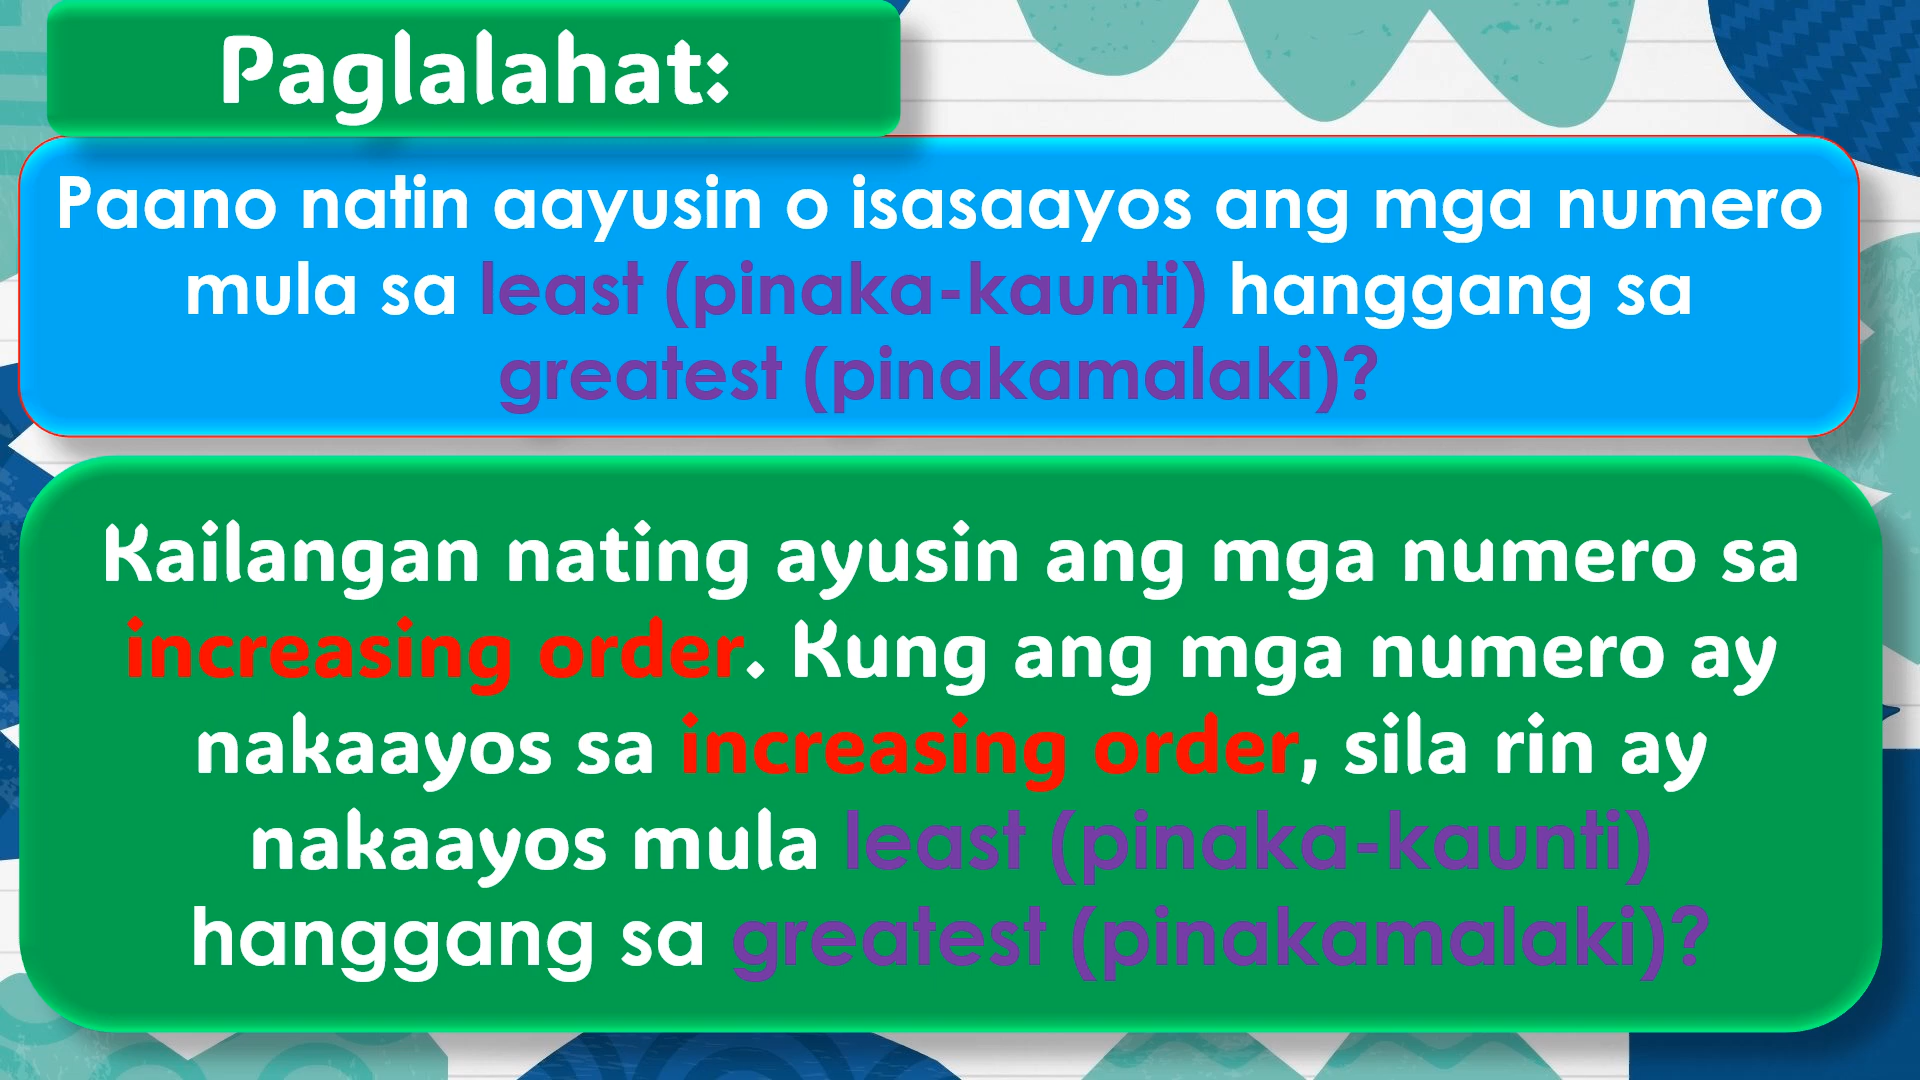 Paglalahat:
Paano natin aayusin o isasaayos ang mga numero
mula sa least (pinaka-kaunti) hanggang sa
greatest (pinakamalaki)?
Kailangan nating ayusin ang mga numero sa
increasing order. Kung ang mga numero ay
nakaayos sa increasing order, sila rin ay
nakaayos mula least (pinaka-kaunti)
hanggang sa greatest (pinakamalaki)?